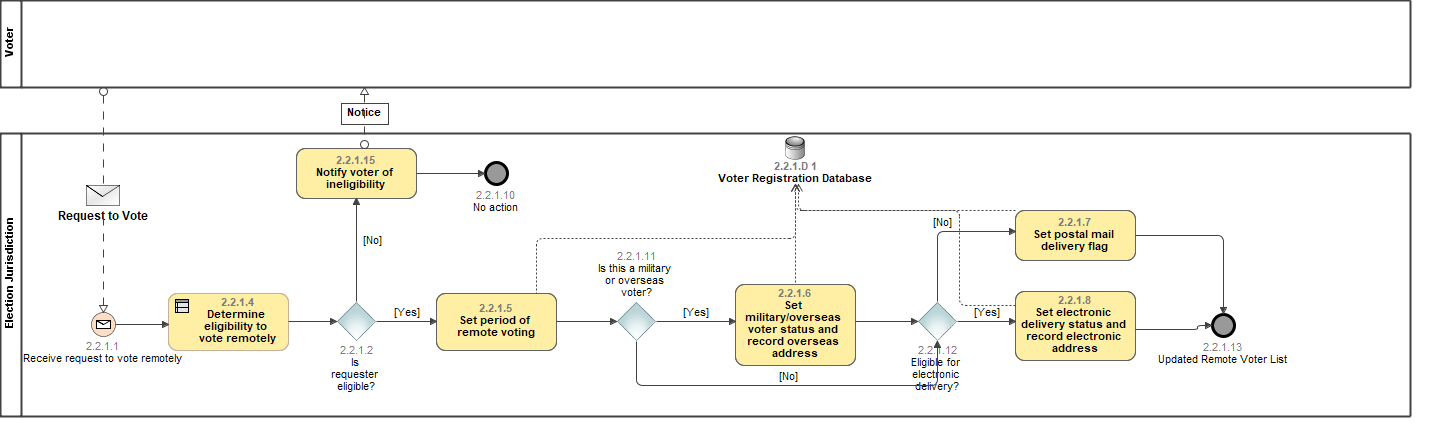 Voter
Notice
Election Jurisdiction
Request to Vote
2.2.1.1
Receive request to vote remotely
2.2.1.4
Determine
eligibility to
vote remotely
2.2.1.2
Is
requester
eligible?
[No]
2.2.1.15
Notify voter of
ineligibility
2.2.1.10
No action
[Yes]
2.2.1.5
Set period of
remote voting
2.2.1.11
Is this a military
or overseas
voter?
[Yes]
[No]
2.2.1.D 1
Voter Registration Database
2.2.1.6
Set
military/overseas
voter status and
record overseas
address
2.2.1.12
Eligible for
electronic
delivery?
[No]
[Yes]
2.2.1.7
Set postal mail
delivery flag
2.2.1.8
Set electronic
delivery status and
record electronic
address
2.2.1.13
Updated Remote Voter List